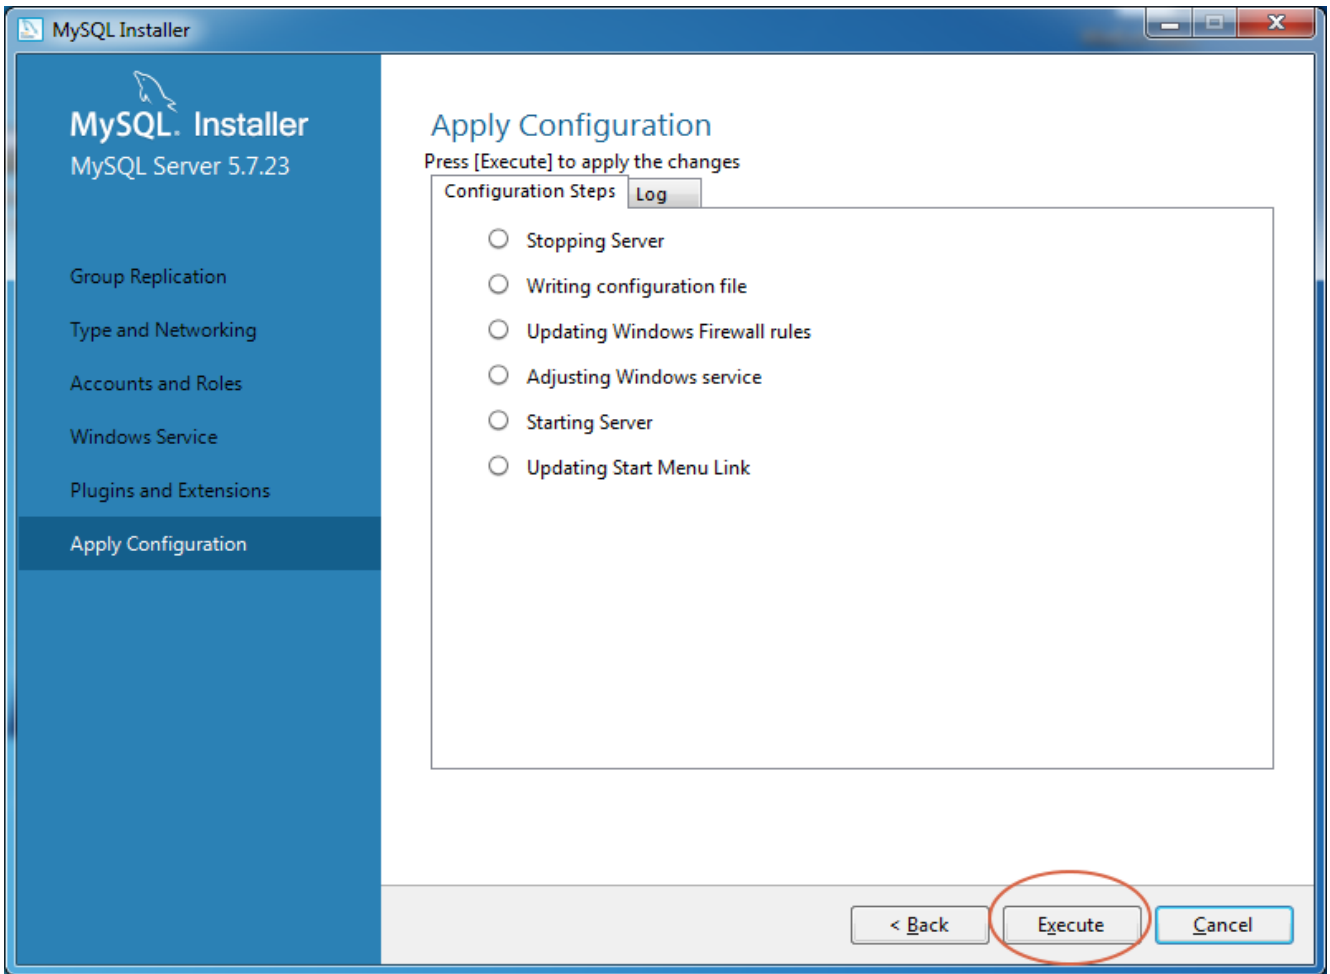 MySQL Installer
MySQL. Installer
MySQL Server 5.7.23
Group Replication
Type and Networking
Accounts and Roles
Windows Service
Plugins and Extensions
Apply Configuration
Apply Configuration
Press [Execute] to apply the changes
Configuration Steps
Log
Stopping Server
Writing configuration file
Updating Windows Firewall rules
Adjusting Windows service
Starting Server
Updating Start Menu Link
< Back
Execute
Cancel